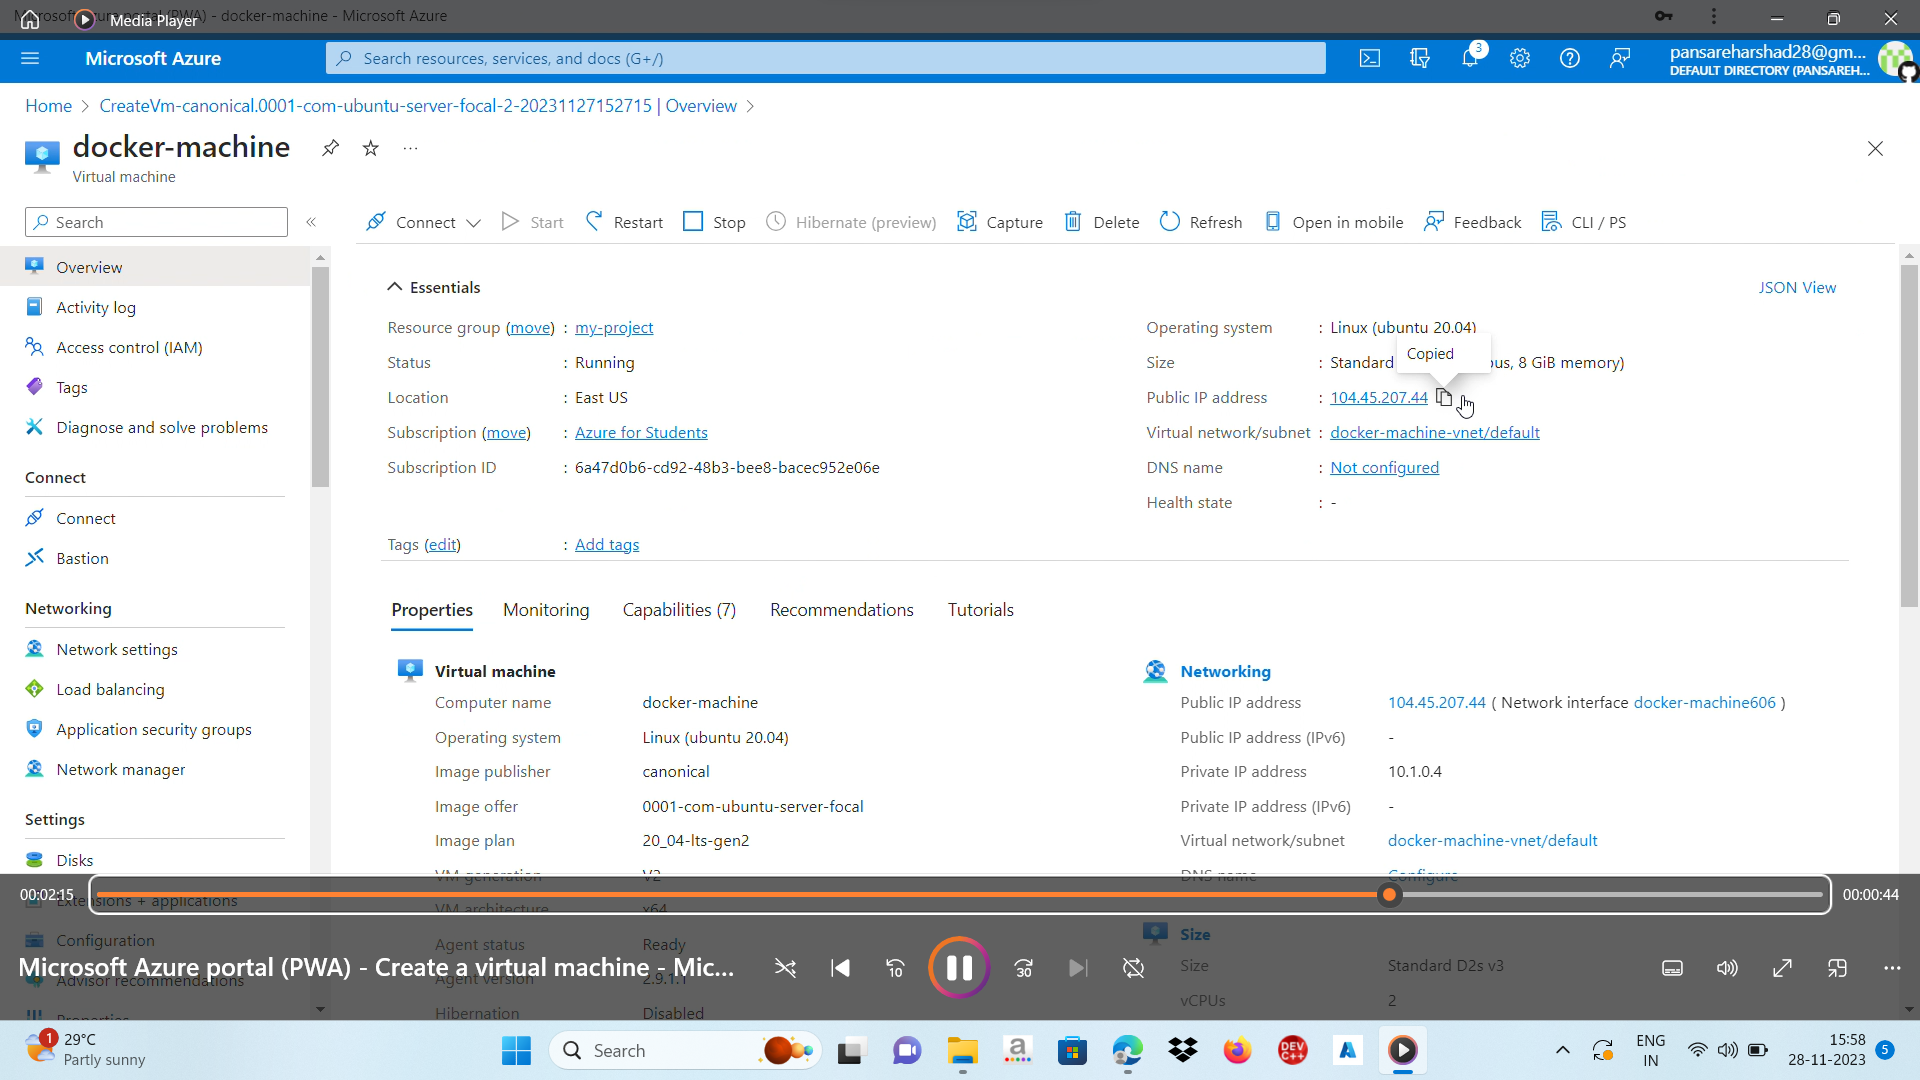 Microsoft Azure portal (PWA) - docker-machine - Microsoft Azure
Media Player
Microsoft Azure
Search resources, services, and docs (G+/)
3
pansareharshad28@gm...
DEFAULT DIRECTORY (PANSAREH...
Home > CreateVm-canonical.0001-com-ubuntu-server-focal-2-20231127152715 | Overview >
docker-machine
Virtual machine
Search
Connect
Start
Restart
Stop
Hibernate (preview)
Capture
Delete
Refresh
Open in mobile
Feedback
CLI / PS
Overview
Activity log
Access control (IAM)
Tags
Diagnose and solve problems
Connect
Connect
Bastion
Networking
Network settings
Load balancing
Application security groups
Network manager
Settings
Disks
Extensions + applications
Configuration
Advisor recommendations
Properties
Essentials
JSON View
Resource group (move) : my-project
Status : Running
Location : East US
Subscription (move) : Azure for Students
Subscription ID : 6a47d0b6-cd92-48b3-bee8-bacec952e06e
Operating system : Linux (ubuntu 20.04)
Copied
Size : Standard pus, 8 GiB memory)
Public IP address : 104.45.207.44
Virtual network/subnet : docker-machine-vnet/default
DNS name : Not configured
Health state : -
Tags (edit) : Add tags
Properties
Monitoring
Capabilities (7)
Recommendations
Tutorials
Virtual machine
Computer name docker-machine
Operating system Linux (ubuntu 20.04)
Image publisher canonical
Image offer 0001-com-ubuntu-server-focal
Image plan 20_04-lts-gen2
VM generation V2
VM architecture x64
Agent status Ready
Agent version 2.9.1.1
Hibernation Disabled
Networking
Public IP address 104.45.207.44 ( Network interface docker-machine606 )
Public IP address (IPv6) -
Private IP address 10.1.0.4
Private IP address (IPv6) -
Virtual network/subnet docker-machine-vnet/default
DNS name Configure
Size
Size Standard D2s v3
vCPUs 2
00:02:15
00:00:44
Microsoft Azure portal (PWA) - Create a virtual machine - Mic...
10
30
1
29°C
Partly sunny
Search
a
DEV
C++
ENG
IN
15:58
28-11-2023
5